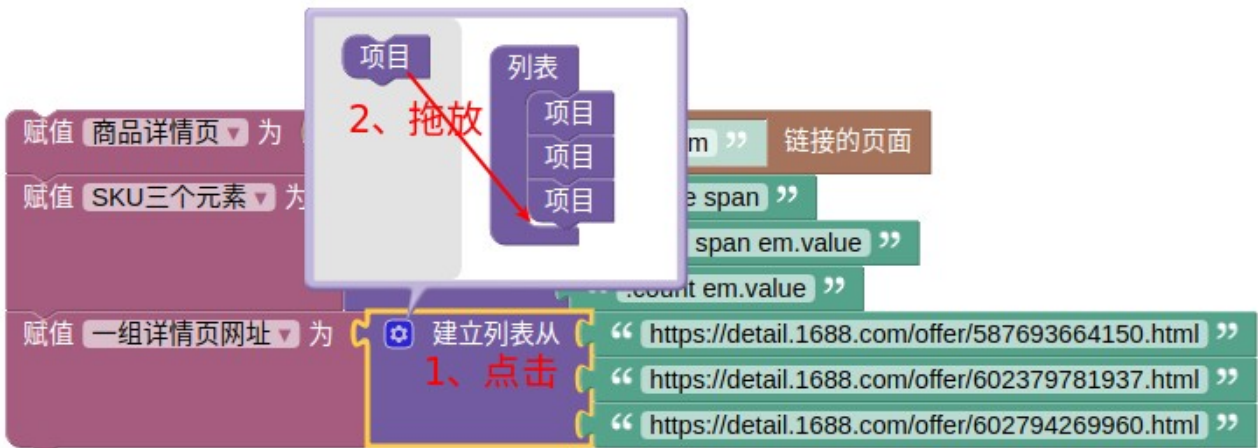 项目
列表
项目
项目
项目
2、拖放
赋值 商品详情页 为 m ” 链接的页面
赋值 SKU三个元素 为 e span ”
span em.value ”
.count em.value ”
赋值 一组详情页网址 为 建立列表从 “ https://detail.1688.com/offer/587693664150.html ”
1、点击 “ https://detail.1688.com/offer/602379781937.html ”
“ https://detail.1688.com/offer/602794269960.html ”